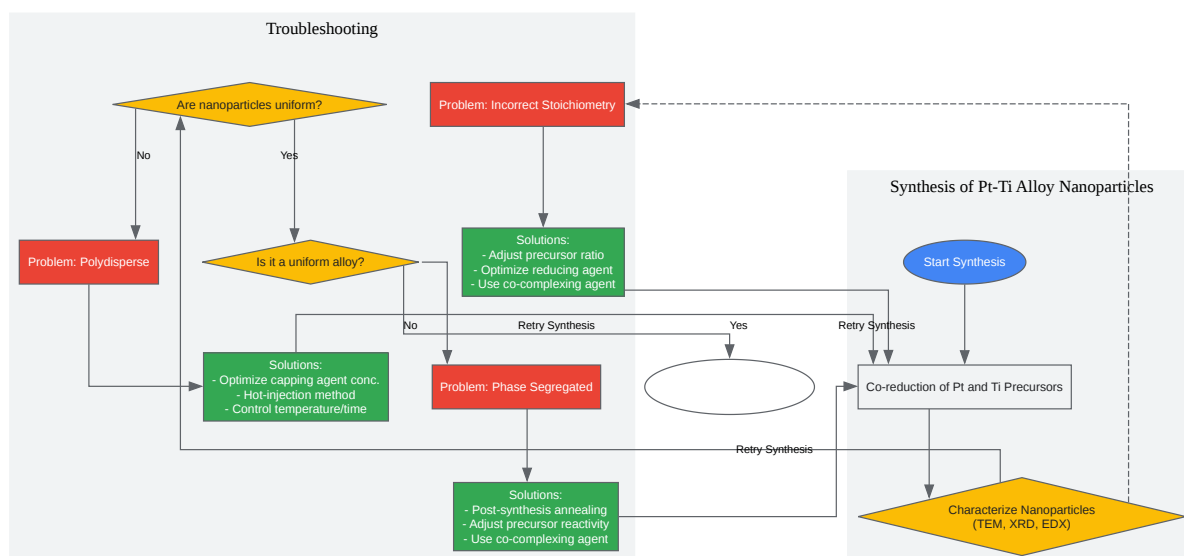 Troubleshooting
Are nanoparticles uniform?
Problem: Incorrect Stoichiometry
No
Yes
Synthesis of Pt-Ti Alloy Nanoparticles
Problem: Polydisperse
Is it a uniform alloy?
Solutions:
- Adjust precursor ratio
- Optimize reducing agent
- Use co-complexing agent
Start Synthesis
No
Retry Synthesis
Yes
Retry Synthesis
Solutions:
- Optimize capping agent conc.
- Hot-injection method
- Control temperature/time
Problem: Phase Segregated
Co-reduction of Pt and Ti Precursors
Retry Synthesis
Solutions:
- Post-synthesis annealing
- Adjust precursor reactivity
- Use co-complexing agent
Characterize Nanoparticles
(TEM, XRD, EDX)